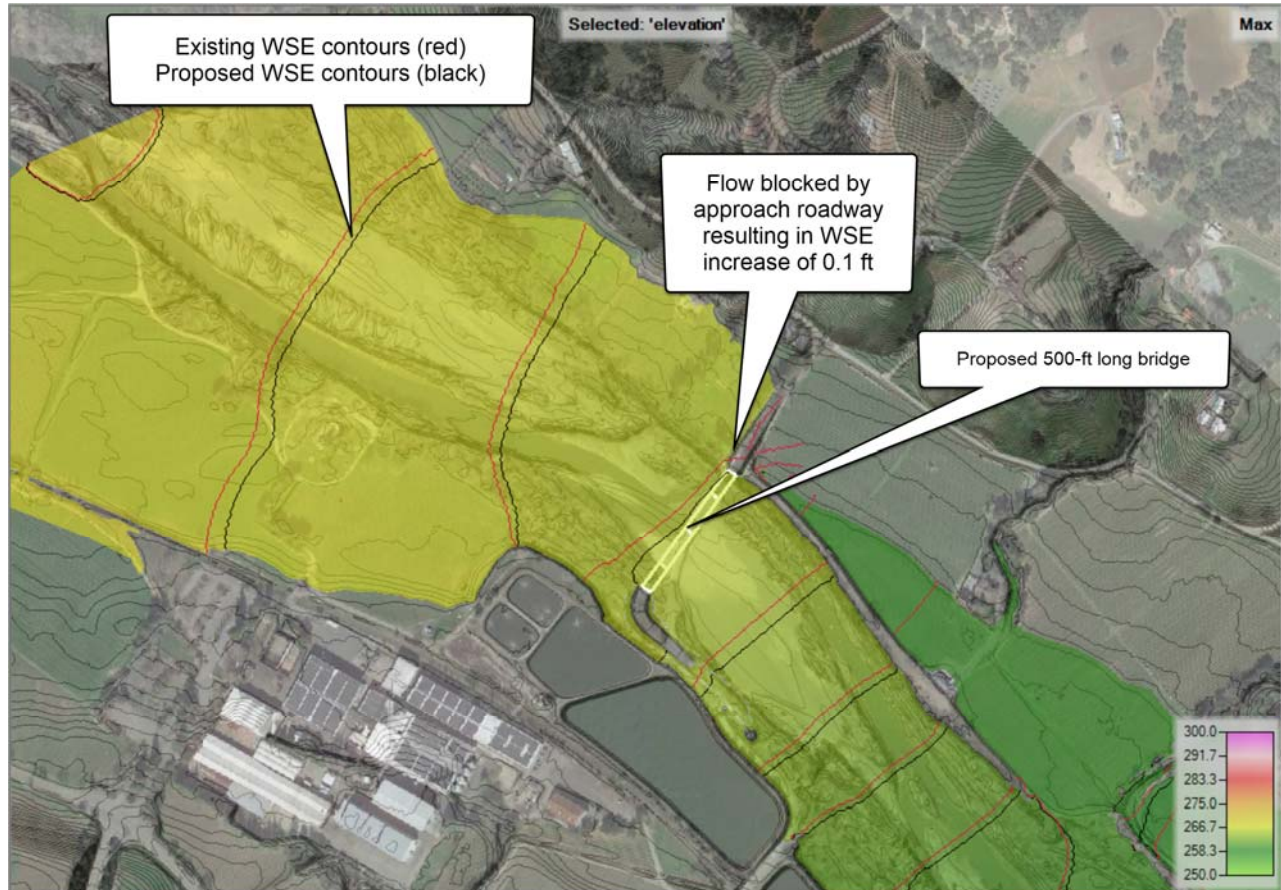 Selected: 'elevation'
Max
Existing WSE contours (red)
Proposed WSE contours (black)
Flow blocked by
approach roadway
resulting in WSE
increase of 0.1 ft
Proposed 500-ft long bridge
300.0
291.7
283.3
275.0
266.7
258.3
250.0